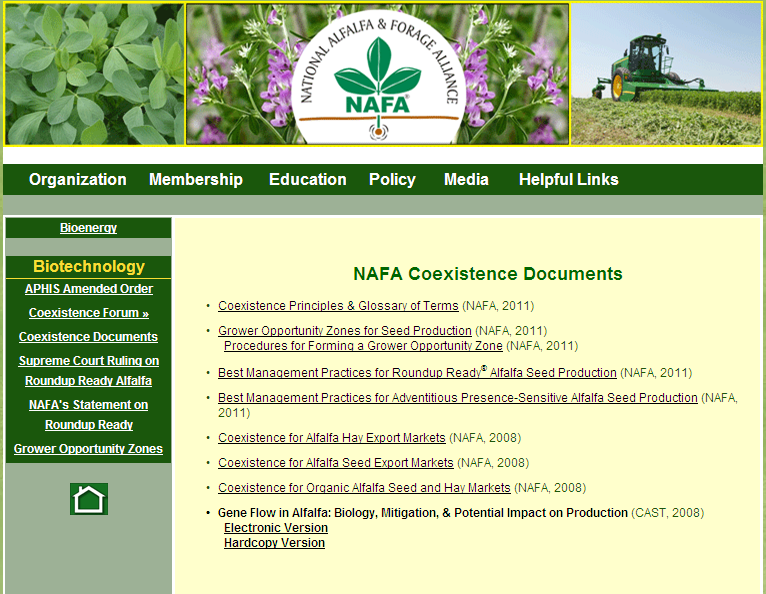 NATIONAL ALFALFA & FORAGE ALLIANCE
NAFA®
Organization Membership Education Policy Media Helpful Links
Bioenergy
Biotechnology
APHIS Amended Order
Coexistence Forum »
Coexistence Documents
Supreme Court Ruling on
Roundup Ready Alfalfa
NAFA's Statement on
Roundup Ready
Grower Opportunity Zones
NAFA Coexistence Documents
• Coexistence Principles & Glossary of Terms (NAFA, 2011)
• Grower Opportunity Zones for Seed Production (NAFA, 2011)
Procedures for Forming a Grower Opportunity Zone (NAFA, 2011)
• Best Management Practices for Roundup Ready® Alfalfa Seed Production (NAFA, 2011)
• Best Management Practices for Adventitious Presence-Sensitive Alfalfa Seed Production (NAFA,
2011)
• Coexistence for Alfalfa Hay Export Markets (NAFA, 2008)
• Coexistence for Alfalfa Seed Export Markets (NAFA, 2008)
• Coexistence for Organic Alfalfa Seed and Hay Markets (NAFA, 2008)
• Gene Flow in Alfalfa: Biology, Mitigation, & Potential Impact on Production (CAST, 2008)
Electronic Version
Hardcopy Version